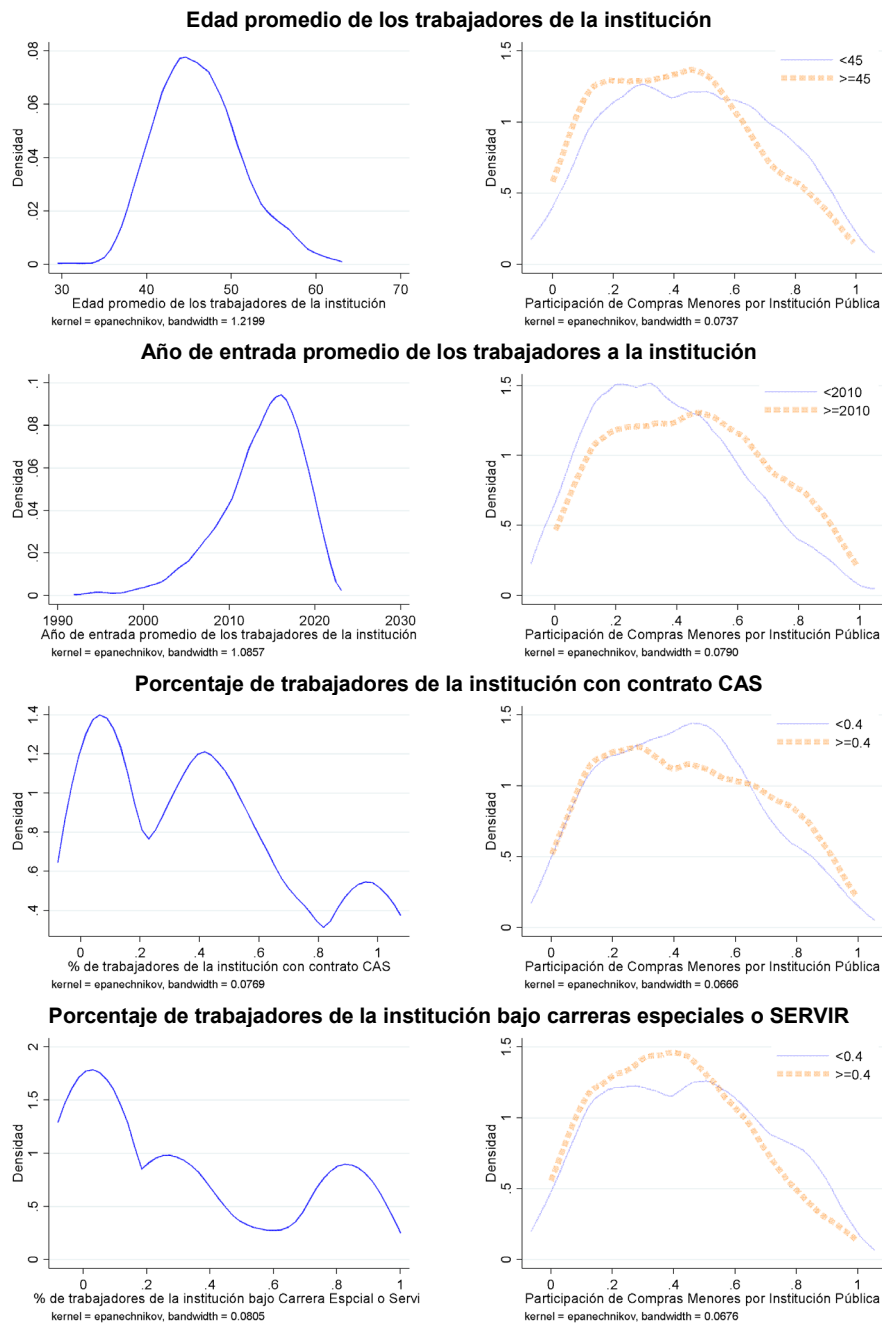 Edad promedio de los trabajadores de la institución
Densidad
0 .02 .04 .06 .08
30 40 50 60 70
Edad promedio de los trabajadores de la institución
kernel = epanechnikov, bandwidth = 1.2199
Densidad
0 .5 1 1.5
<45
>=45
0 .2 .4 .6 .8 1
Participación de Compras Menores por Institución Pública
kernel = epanechnikov, bandwidth = 0.0737
Año de entrada promedio de los trabajadores a la institución
Densidad
0 .02 .04 .06 .08 .1
1990 2000 2010 2020 2030
Año de entrada promedio de los trabajadores de la institución
kernel = epanechnikov, bandwidth = 1.0857
Densidad
0 .5 1 1.5
<2010
>=2010
0 .2 .4 .6 .8 1
Participación de Compras Menores por Institución Pública
kernel = epanechnikov, bandwidth = 0.0790
Porcentaje de trabajadores de la institución con contrato CAS
Densidad
.4 .6 .8 1 1.2 1.4
0 .2 .4 .6 .8 1
% de trabajadores de la institución con contrato CAS
kernel = epanechnikov, bandwidth = 0.0769
Densidad
0 .5 1 1.5
<0.4
>=0.4
0 .2 .4 .6 .8 1
Participación de Compras Menores por Institución Pública
kernel = epanechnikov, bandwidth = 0.0666
Porcentaje de trabajadores de la institución bajo carreras especiales o SERVIR
Densidad
0 .5 1 1.5 2
0 .2 .4 .6 .8 1
% de trabajadores de la institución bajo Carrera Espcial o Servi
kernel = epanechnikov, bandwidth = 0.0805
Densidad
0 .5 1 1.5
<0.4
>=0.4
0 .2 .4 .6 .8 1
Participación de Compras Menores por Institución Pública
kernel = epanechnikov, bandwidth = 0.0676